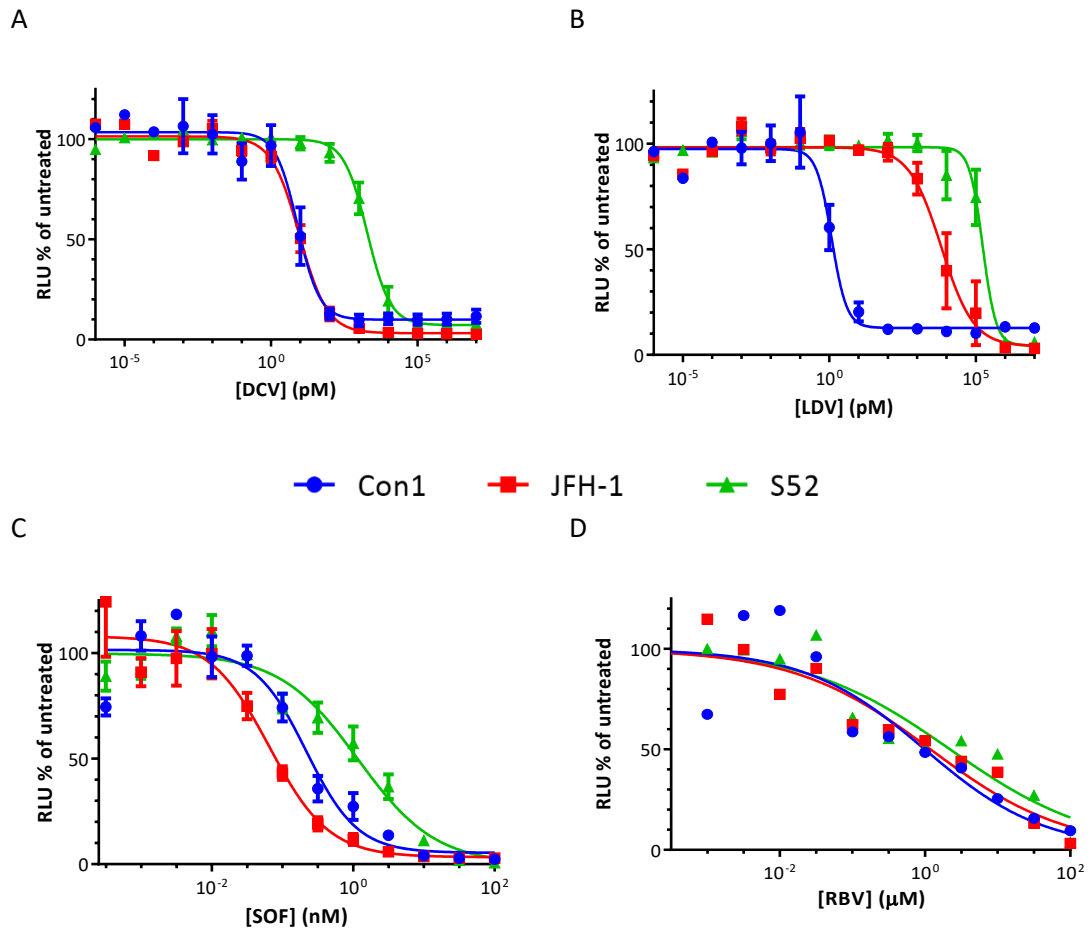 A
B
RLU % of untreated
100
50
0
10⁻⁵
10⁰
10⁵
[DCV] (pM)
RLU % of untreated
100
50
0
10⁻⁵
10⁰
10⁵
[LDV] (pM)
Con1
JFH-1
S52
C
D
RLU % of untreated
100
50
0
10⁻²
10⁰
10²
[SOF] (nM)
RLU % of untreated
100
50
0
10⁻²
10⁰
10²
[RBV] (μM)